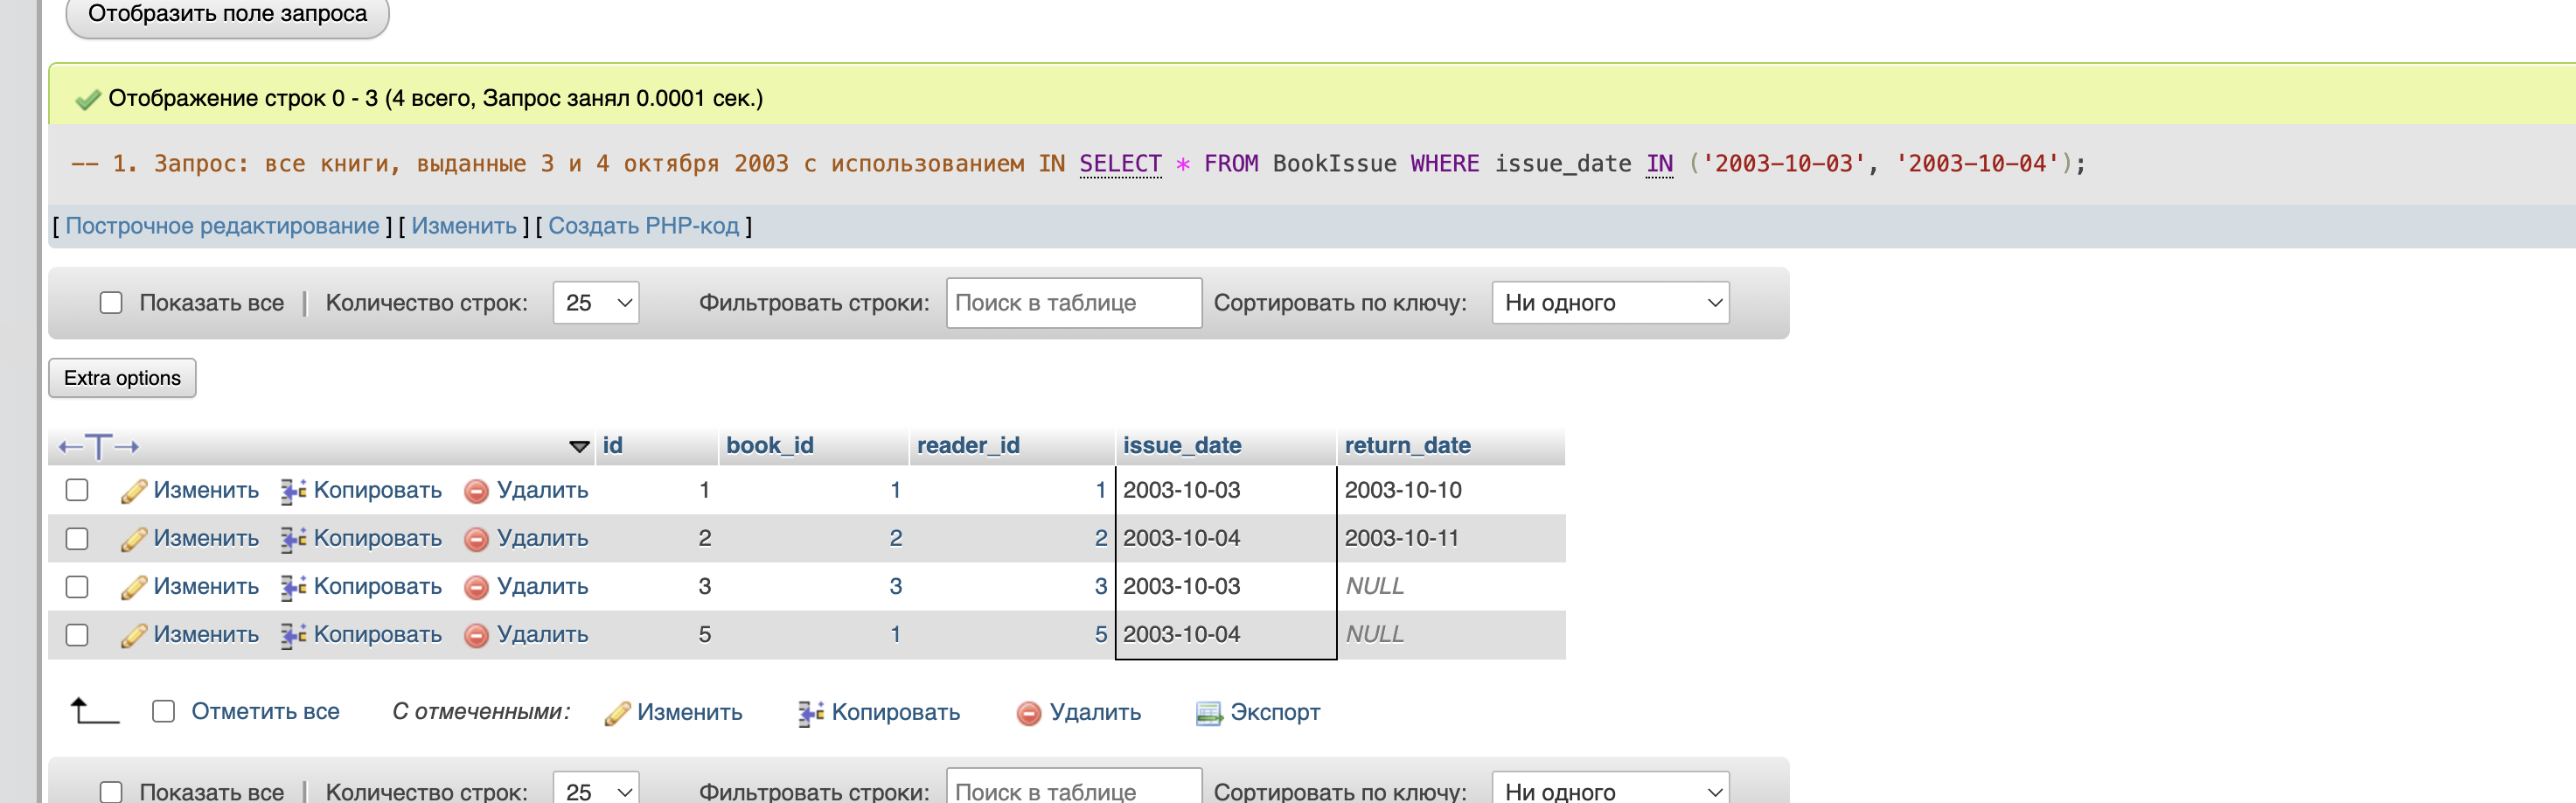 Отобразить поле запроса
Отображение строк 0 - 3 (4 всего, Запрос занял 0.0001 сек.)
-- 1. Запрос: все книги, выданные 3 и 4 октября 2003 с использованием IN SELECT * FROM BookIssue WHERE issue_date IN ('2003-10-03', '2003-10-04');
[ Построчное редактирование ] [ Изменить ] [ Создать PHP-код ]
Показать все | Количество строк: 25 Фильтровать строки: Поиск в таблице Сортировать по ключу: Ни одного
Extra options
←T→ id book_id reader_id issue_date return_date
Изменить Копировать Удалить 1 1 1 2003-10-03 2003-10-10
Изменить Копировать Удалить 2 2 2 2003-10-04 2003-10-11
Изменить Копировать Удалить 3 3 3 2003-10-03 NULL
Изменить Копировать Удалить 5 1 5 2003-10-04 NULL
Отметить все С отмеченными: Изменить Копировать Удалить Экспорт
Показать все | Количество строк: 25 Фильтровать строки: Поиск в таблице Сортировать по ключу: Ни одного